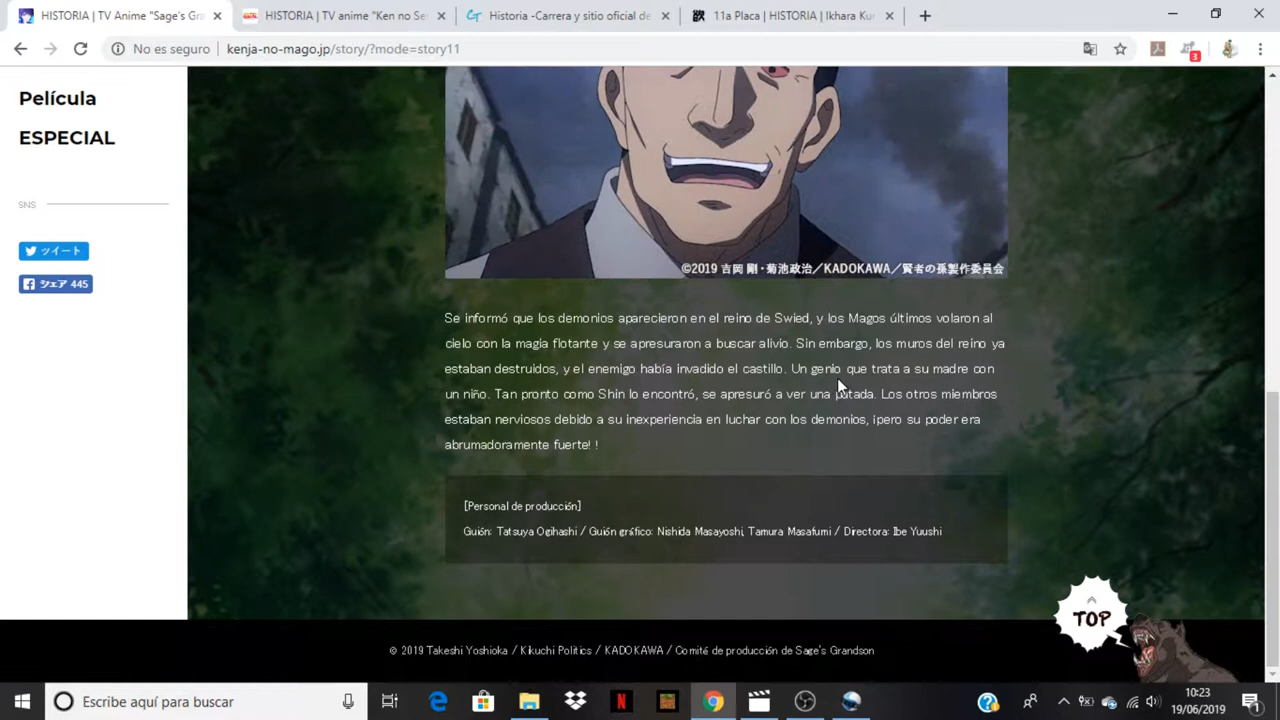 HISTORIA | TV Anime "Sage's Gra
HISTORIA | TV anime "Ken no Se
Historia -Carrera y sitio oficial de
11a Placa | HISTORIA | Ikhara Ku
No es seguro
kenja-no-mago.jp/story/?mode=story11
3
Película
ESPECIAL
SNS
ツイート
シェア 445
©2019 吉岡 剛・菊池政治／KADOKAWA／賢者の孫製作委員会
Se informó que los demonios aparecieron en el reino de Swied, y los Magos últimos volaron al
cielo con la magia flotante y se apresuraron a buscar alivio. Sin embargo, los muros del reino ya
estaban destruidos, y el enemigo había invadido el castillo. Un genio que trata a su madre con
un niño. Tan pronto como Shin lo encontró, se apresuró a ver una patada. Los otros miembros
estaban nerviosos debido a su inexperiencia en luchar con los demonios, ¡pero su poder era
abrumadoramente fuerte! !
[Personal de producción]
Guión: Tatsuya Ogihashi / Guión gráfico: Nishida Masayoshi, Tamura Masafumi / Directora: Ibe Yuushi
TOP
© 2019 Takeshi Yoshioka / Kikuchi Politics / KADOKAWA / Comité de producción de Sage's Grandson
Escribe aquí para buscar
10:23
19/06/2019
1